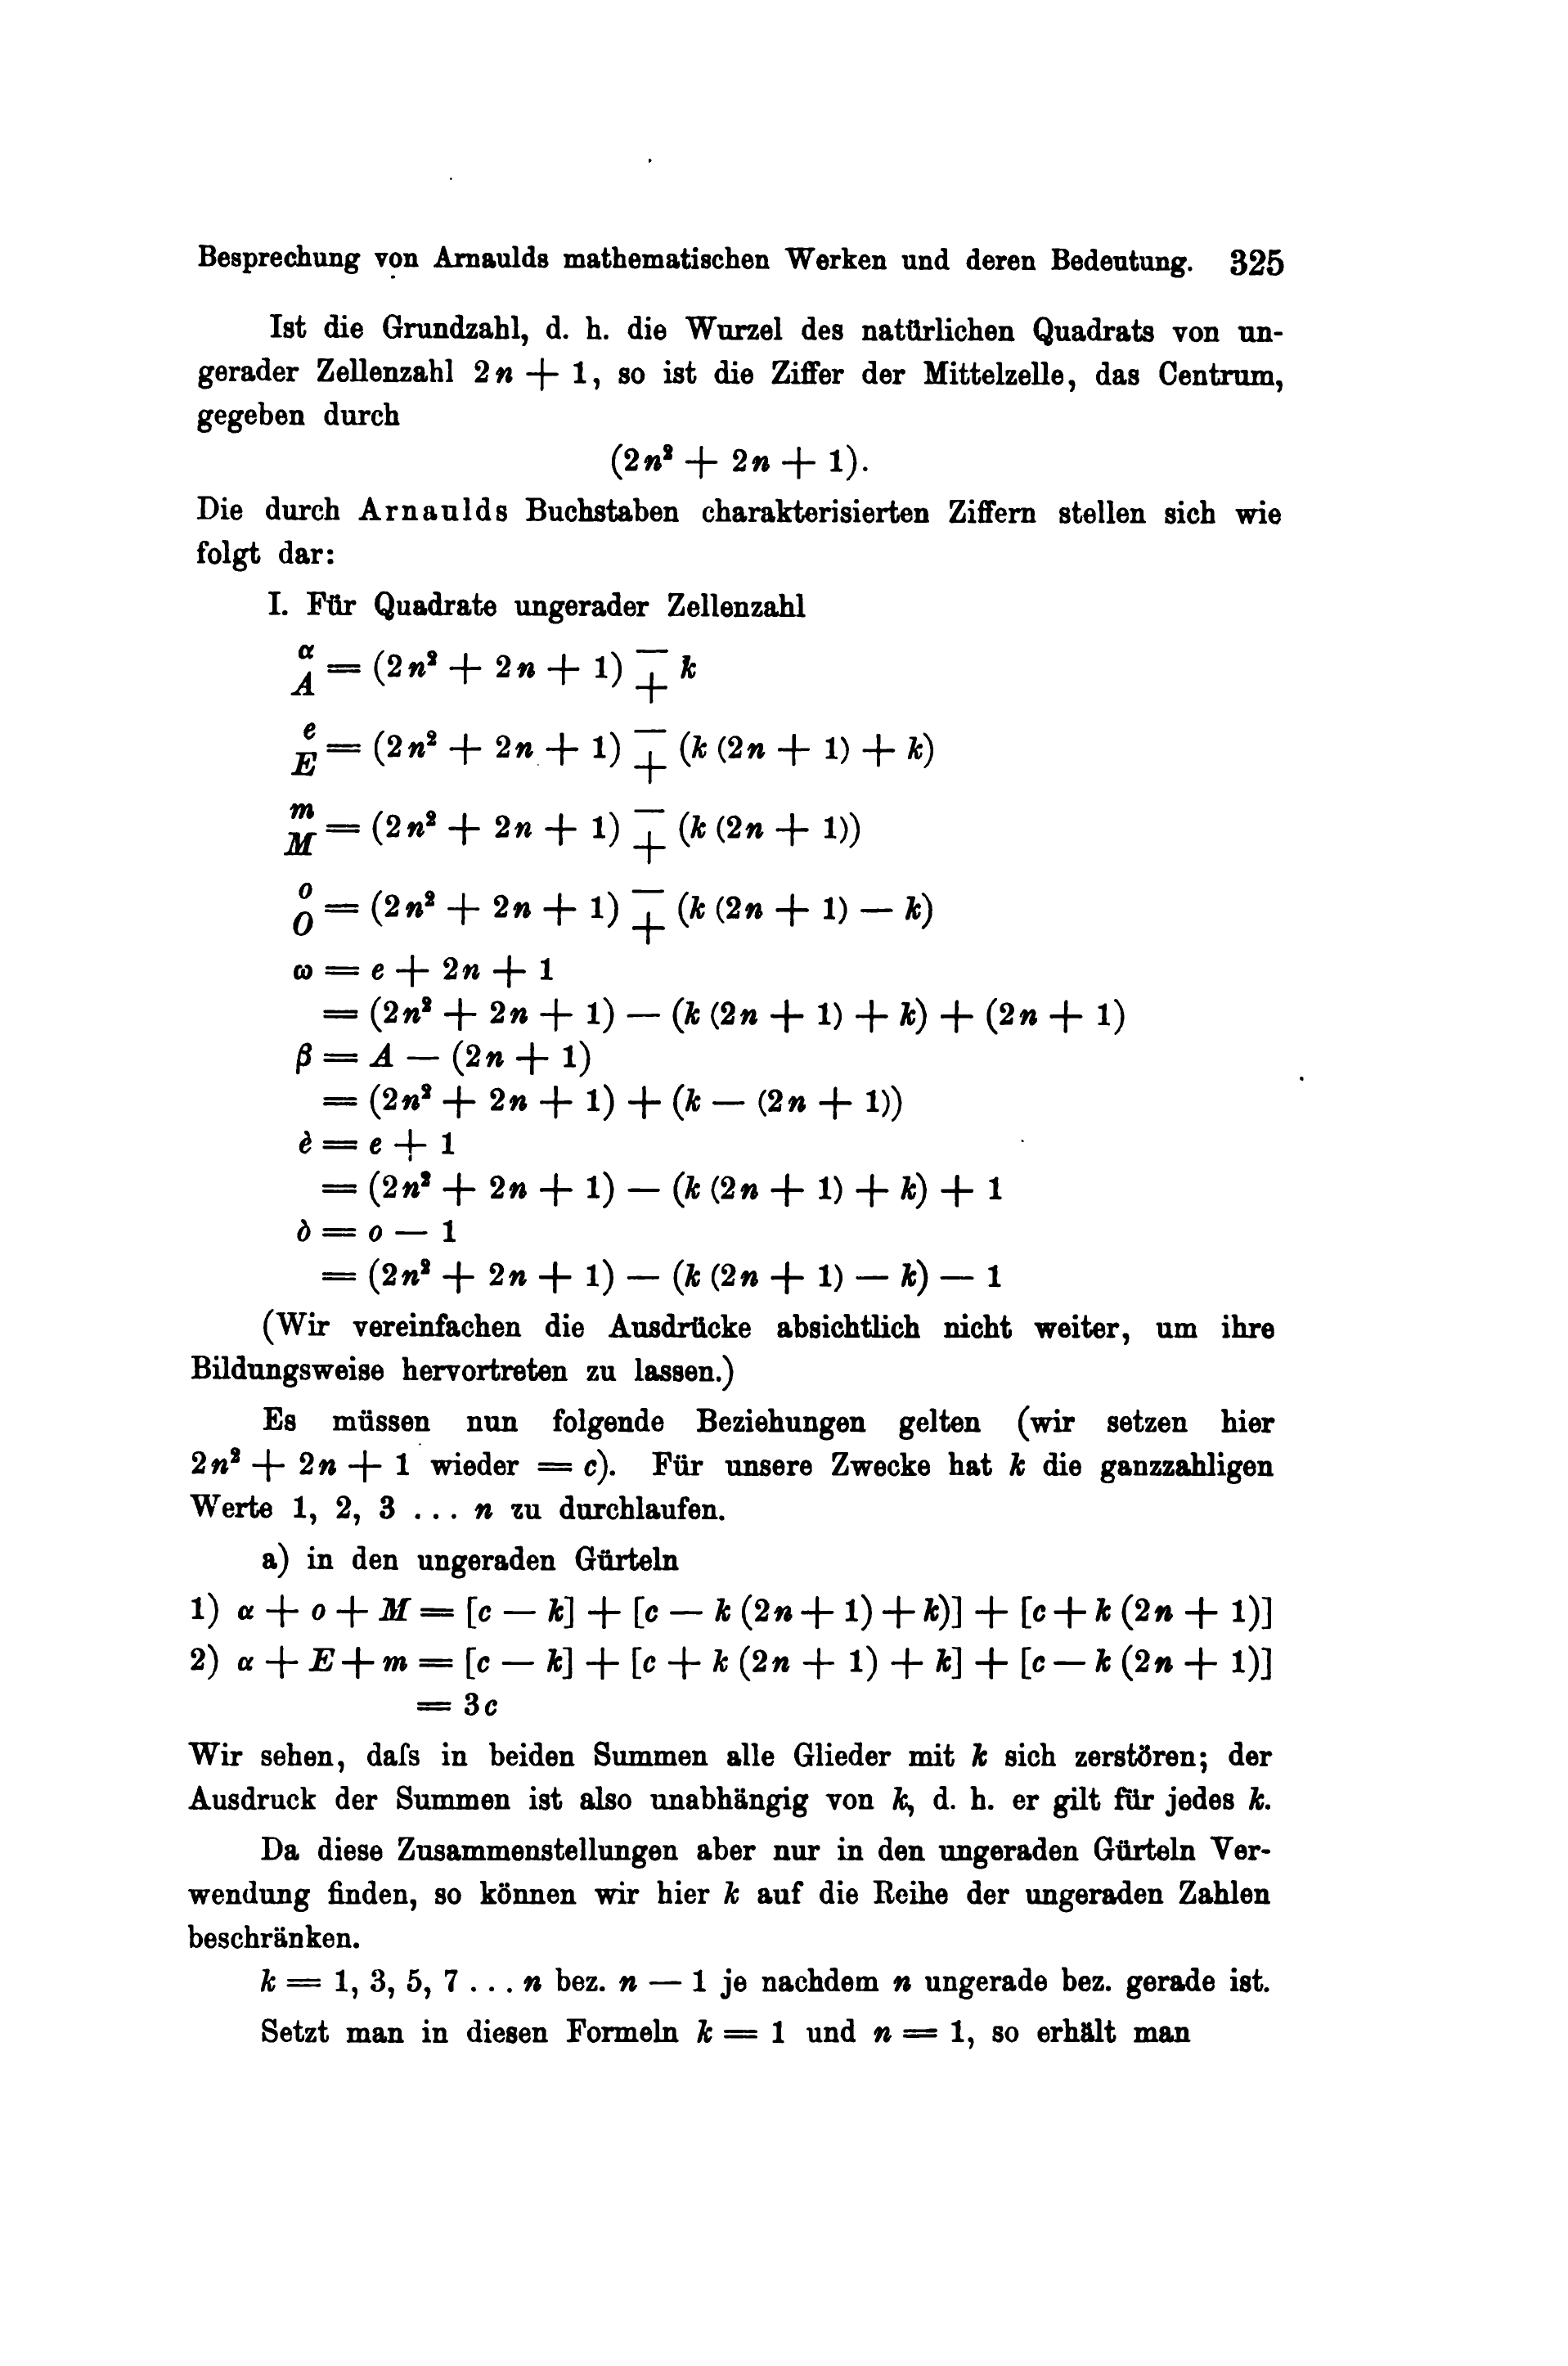 Besprechung von Arnaulds mathematischen Werken und deren Bedeutung. 325
Ist die Grundzahl, d. h. die Wurzel des natürlichen Quadrats von un-
gerader Zellenzahl 2n + 1, so ist die Ziffer der Mittelzelle, das Centrum,
gegeben durch
(2n² + 2n + 1).
Die durch Arnaulds Buchstaben charakterisierten Ziffern stellen sich wie
folgt dar:
I. Für Quadrate ungerader Zellenzahl
α
A = (2n² + 2n + 1) ∓ k
e
E = (2n² + 2n + 1) ∓ (k (2n + 1) + k)
m
M = (2n² + 2n + 1) ∓ (k (2n + 1))
o
O = (2n² + 2n + 1) ∓ (k (2n + 1) — k)
ω = e + 2n + 1
= (2n² + 2n + 1) — (k (2n + 1) + k) + (2n + 1)
β = A — (2n + 1)
= (2n² + 2n + 1) + (k — (2n + 1))
è = e + 1
= (2n² + 2n + 1) — (k (2n + 1) + k) + 1
ò = o — 1
= (2n² + 2n + 1) — (k (2n + 1) — k) — 1
(Wir vereinfachen die Ausdrücke absichtlich nicht weiter, um ihre
Bildungsweise hervortreten zu lassen.)
Es müssen nun folgende Beziehungen gelten (wir setzen hier
2n² + 2n + 1 wieder = c). Für unsere Zwecke hat k die ganzzahligen
Werte 1, 2, 3 ... n zu durchlaufen.
a) in den ungeraden Gürteln
1) α + o + M = [c — k] + [c — k (2n + 1) + k)] + [c + k (2n + 1)]
2) α + E + m = [c — k] + [c + k (2n + 1) + k] + [c — k (2n + 1)]
= 3c
Wir sehen, daſs in beiden Summen alle Glieder mit k sich zerstören; der
Ausdruck der Summen ist also unabhängig von k, d. h. er gilt für jedes k.
Da diese Zusammenstellungen aber nur in den ungeraden Gürteln Ver-
wendung finden, so können wir hier k auf die Reihe der ungeraden Zahlen
beschränken.
k = 1, 3, 5, 7 ... n bez. n — 1 je nachdem n ungerade bez. gerade ist.
Setzt man in diesen Formeln k = 1 und n = 1, so erhält man